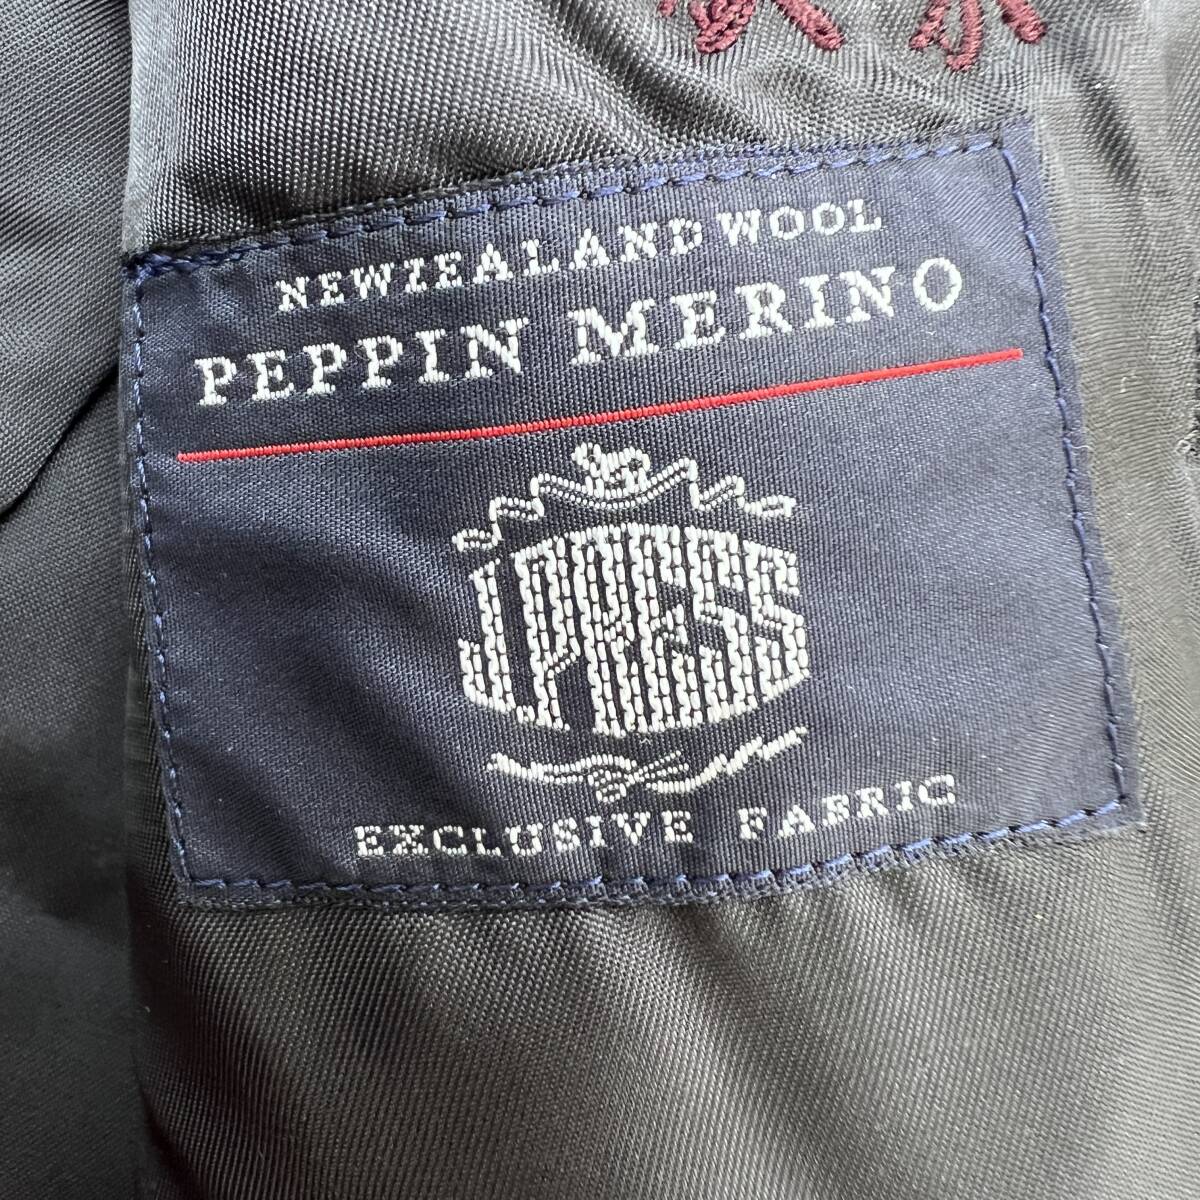 NEWZEALAND WOOL
PEPPIN MERINO
J.PRESS
EXCLUSIVE FABRIC